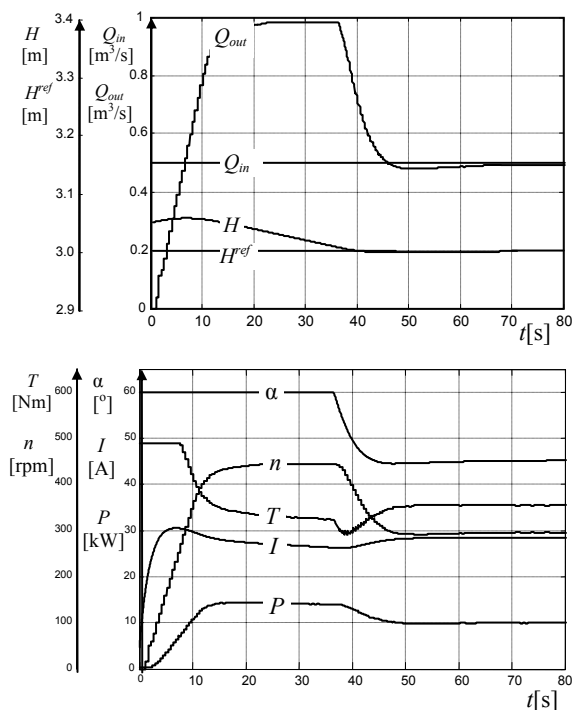 H
[m]
H^ref
[m]
3.4
3.3
3.2
3.1
3.0
2.9
Q_in
[m³/s]
Q_out
[m³/s]
1
0.8
0.6
0.4
0.2
0
Q_out
Q_in
H
H^ref
0 10 20 30 40 50 60 70 80
t[s]
T
[Nm]
n
[rpm]
600
500
400
300
200
100
0
α
[°]
I
[A]
P
[kW]
60
50
40
30
20
10
0
α
n
T
I
P
0 10 20 30 40 50 60 70 80
t[s]